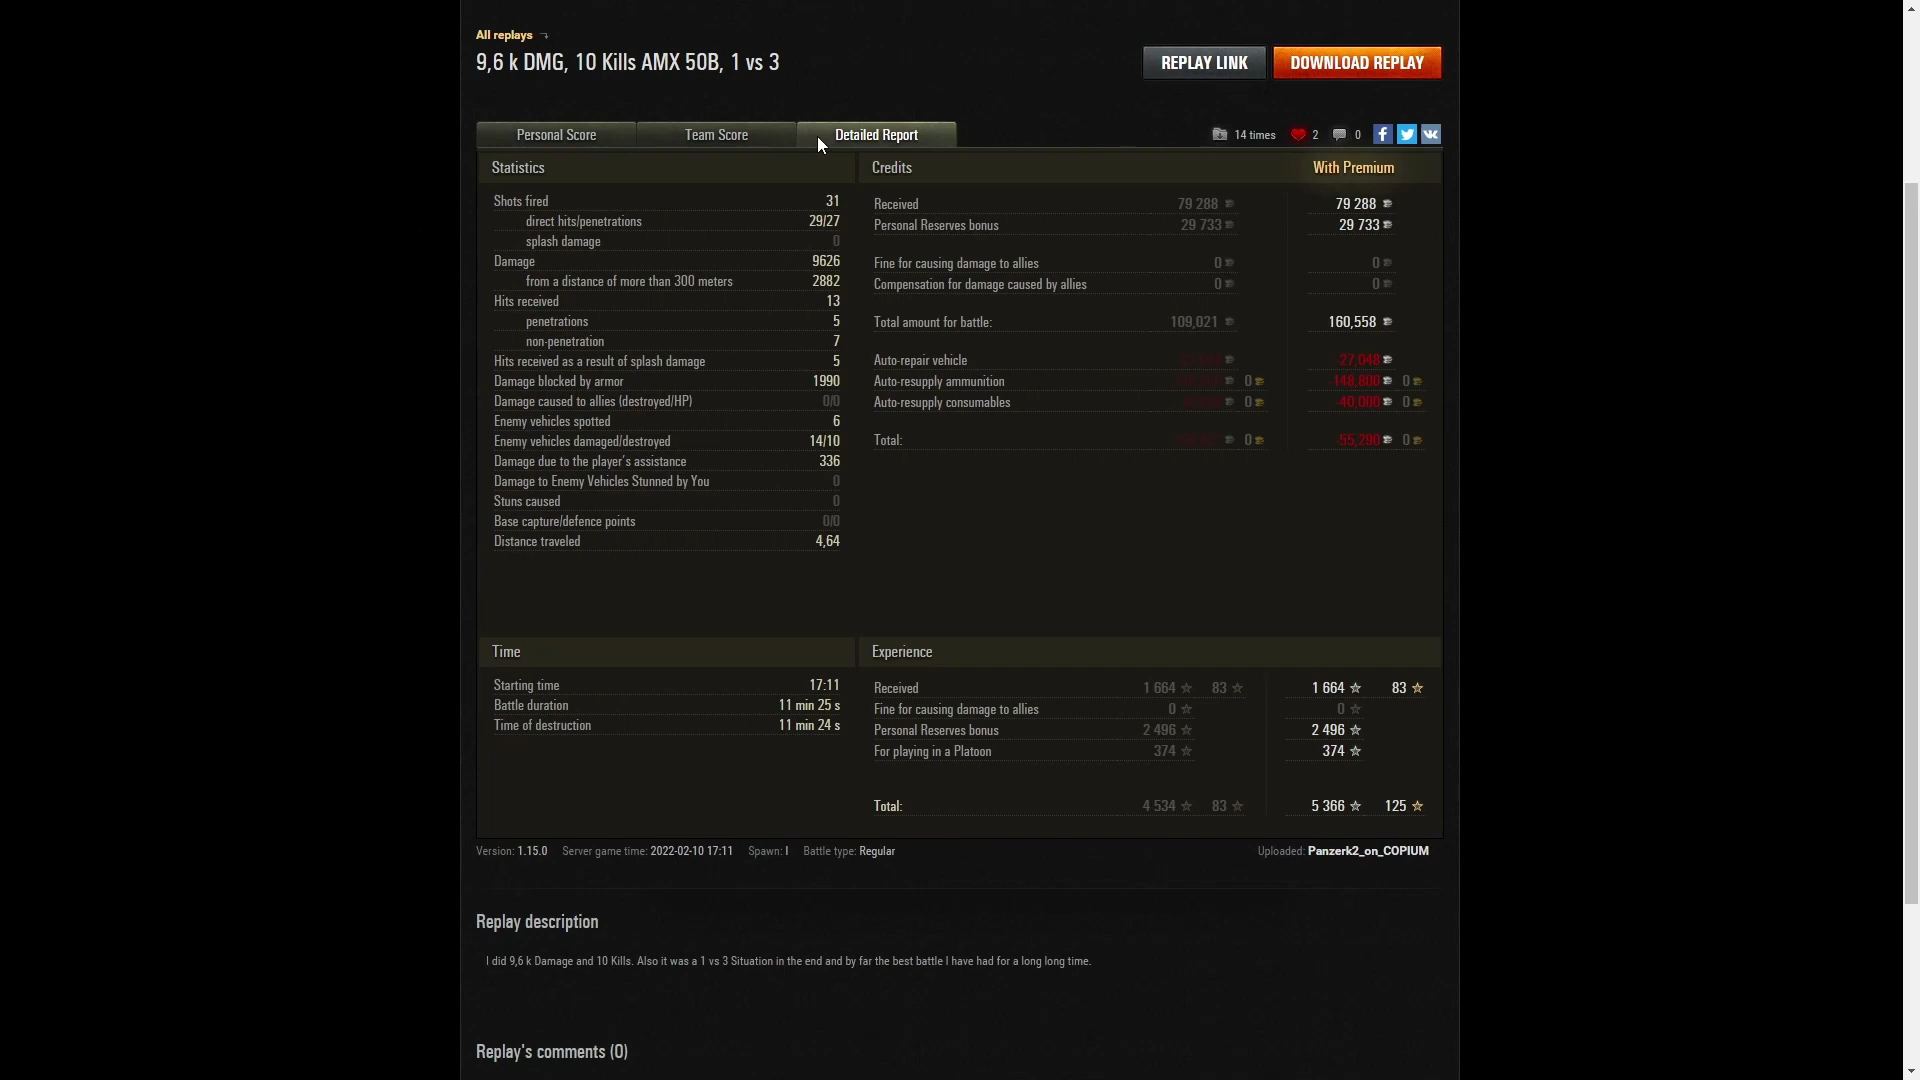 All replays
9,6 k DMG, 10 Kills AMX 50B, 1 vs 3
REPLAY LINK
DOWNLOAD REPLAY
Personal Score
Team Score
Detailed Report
14 times
2
0
Statistics
Shots fired 31
direct hits/penetrations 29/27
splash damage 0
Damage 9626
from a distance of more than 300 meters 2882
Hits received 13
penetrations 5
non-penetration 7
Hits received as a result of splash damage 5
Damage blocked by armor 1990
Damage caused to allies (destroyed/HP) 0/0
Enemy vehicles spotted 6
Enemy vehicles damaged/destroyed 14/10
Damage due to the player's assistance 336
Damage to Enemy Vehicles Stunned by You 0
Stuns caused 0
Base capture/defence points 0/0
Distance traveled 4,64
Credits With Premium
Received 79 288 79 288
Personal Reserves bonus 29 733 29 733
Fine for causing damage to allies 0 0
Compensation for damage caused by allies 0 0
Total amount for battle: 109,021 160,558
Auto-repair vehicle -27,048
Auto-resupply ammunition 0 -148,800 0
Auto-resupply consumables 0 -40,000 0
Total: 0 -55,290 0
Time
Starting time 17:11
Battle duration 11 min 25 s
Time of destruction 11 min 24 s
Experience
Received 1 664 83 1 664 83
Fine for causing damage to allies 0 0
Personal Reserves bonus 2 496 2 496
For playing in a Platoon 374 374
Total: 4 534 83 5 366 125
Version: 1.15.0 Server game time: 2022-02-10 17:11 Spawn: I Battle type: Regular
Uploaded: Panzerk2_on_COPIUM
Replay description
I did 9,6 k Damage and 10 Kills. Also it was a 1 vs 3 Situation in the end and by far the best battle I have had for a long long time.
Replay's comments (0)